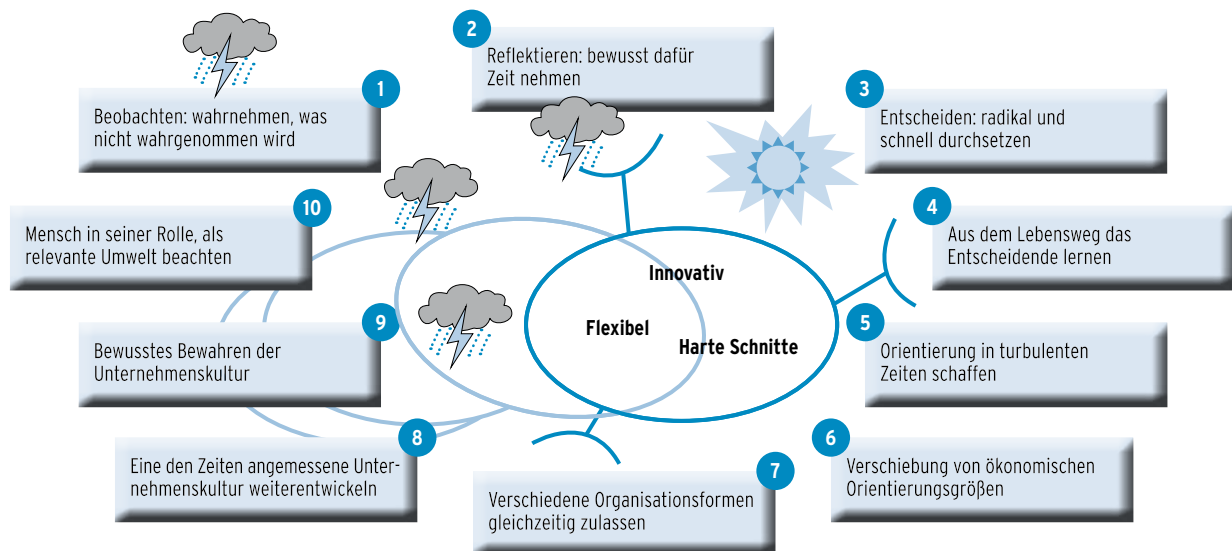 1
Beobachten: wahrnehmen, was
nicht wahrgenommen wird
2
Reflektieren: bewusst dafür
Zeit nehmen
3
Entscheiden: radikal und
schnell durchsetzen
4
Aus dem Lebensweg das
Entscheidende lernen
5
Orientierung in turbulenten
Zeiten schaffen
6
Verschiebung von ökonomischen
Orientierungsgrößen
7
Verschiedene Organisationsformen
gleichzeitig zulassen
8
Eine den Zeiten angemessene Unter-
nehmenskultur weiterentwickeln
9
Bewusstes Bewahren der
Unternehmenskultur
10
Mensch in seiner Rolle, als
relevante Umwelt beachten
Innovativ
Flexibel
Harte Schnitte